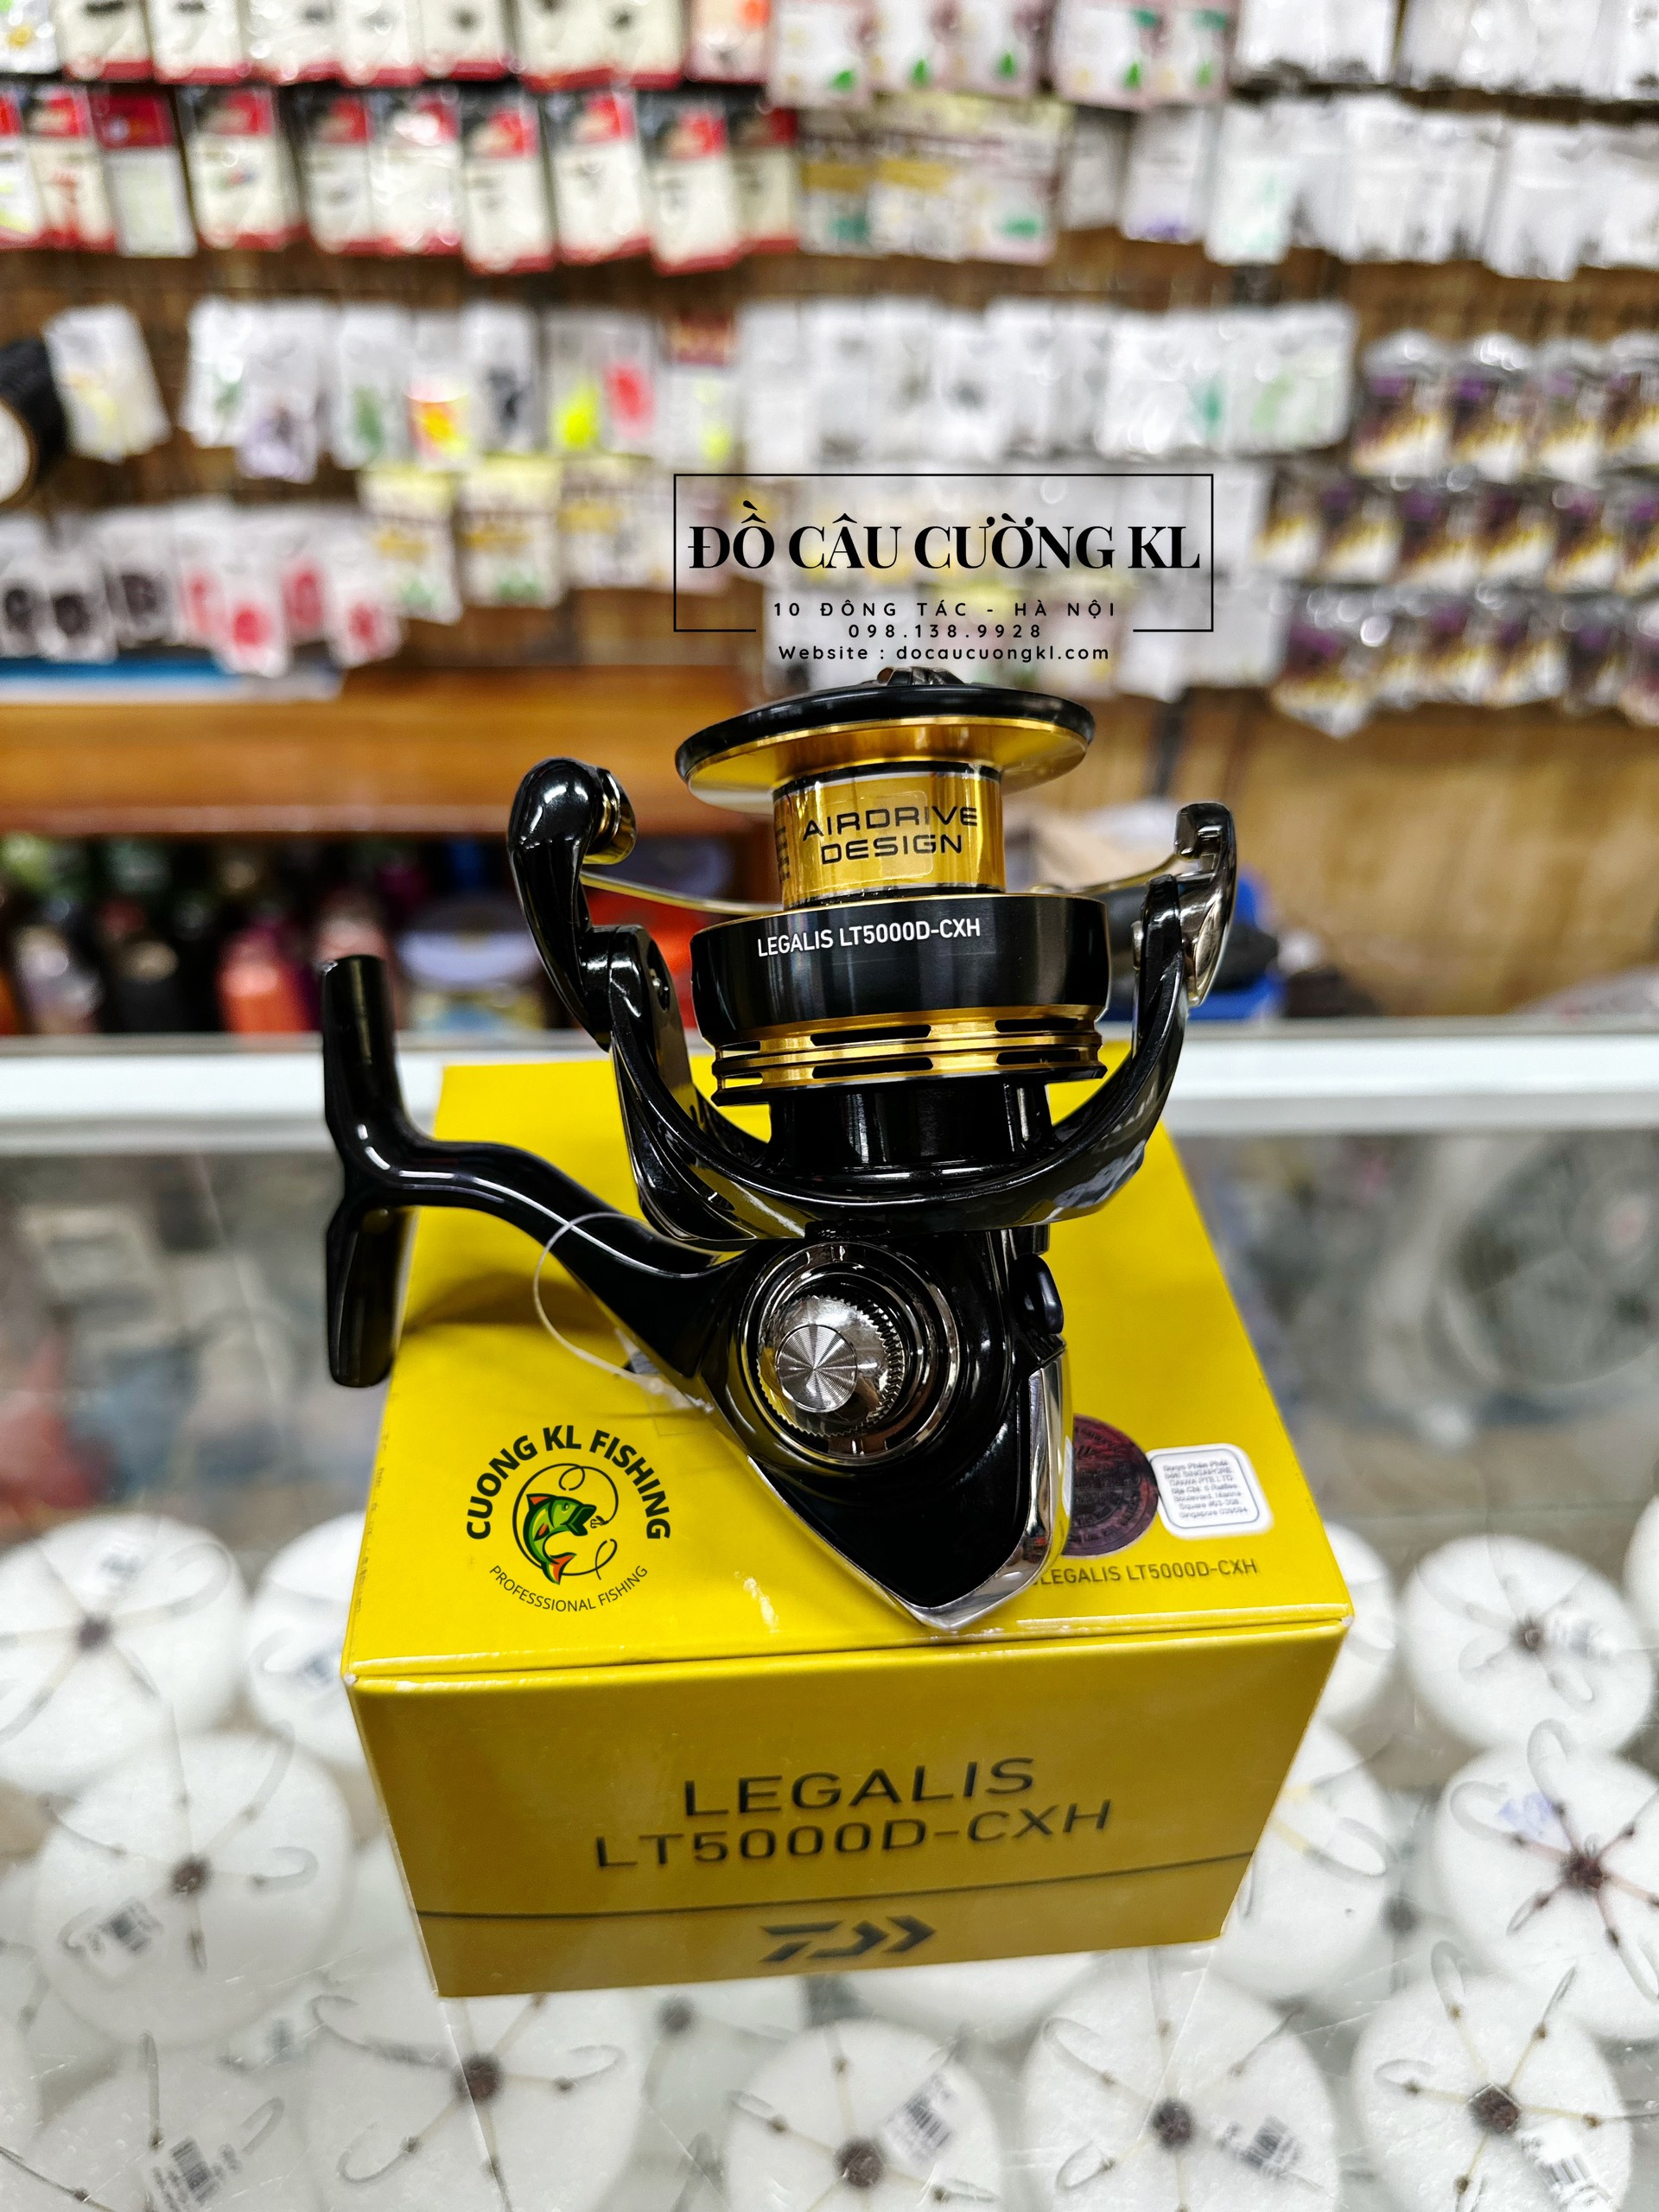 ĐỒ CÂU CƯỜNG KL
10 ĐÔNG TÁC - HÀ NỘI
098.138.9928
Website : docaucuongkl.com
AIRDRIVE
DESIGN
LEGALIS LT5000D-CXH
CUONG KL FISHING
PROFESSSIONAL FISHING
LEGALIS LT5000D-CXH
LEGALIS
LT5000D-CXH